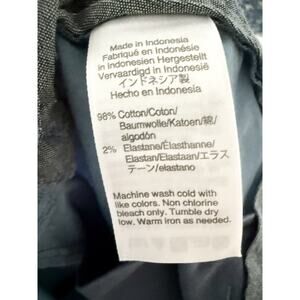 Made in Indonesia
Fabriqué en Indonésie
in Indonesien Hergestellt
Vervaardigd in Indonesië
インドネシア製
Hecho en Indonesia
98% Cotton/Coton/
Baumwolle/Katoen/綿/
algodón
2% Elastane/Élasthanne/
Elastan/Elastaan/エラス
テーン/elastano
Machine wash cold with
like colors. Non chlorine
bleach only. Tumble dry
low. Warm iron as needed.